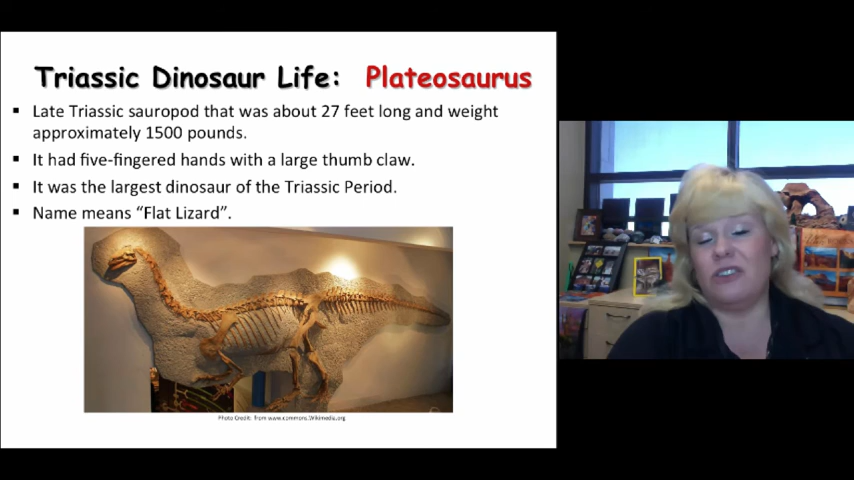 Triassic Dinosaur Life: Plateosaurus
▪ Late Triassic sauropod that was about 27 feet long and weight
approximately 1500 pounds.
▪ It had five-fingered hands with a large thumb claw.
▪ It was the largest dinosaur of the Triassic Period.
▪ Name means “Flat Lizard”.
Photo Credit: from www.commons.Wikimedia.org